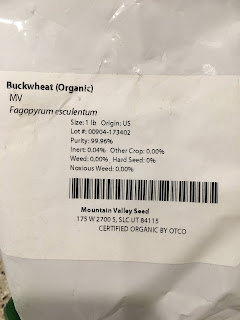 Buckwheat (Organic)
MV
Fagopyrum esculentum
Size: 1 lb Origin: US
Lot #: 00904-173402
Purity: 99.96%
Inert: 0.04% Other Crop: 0.00%
Weed: 0.00% Hard Seed: 0%
Noxious Weed: 0.00%
Mountain Valley Seed
175 W 2700 S, SLC UT 84115
CERTIFIED ORGANIC BY OTCO